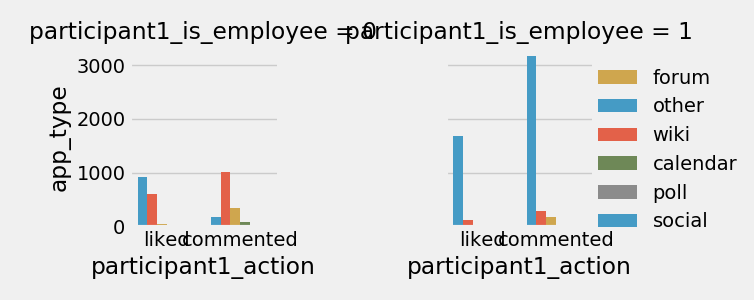 participant1_is_employee = 0
participant1_is_employee = 1
app_type
3000
2000
1000
0
liked
commented
participant1_action
liked
commented
participant1_action
forum
other
wiki
calendar
poll
social